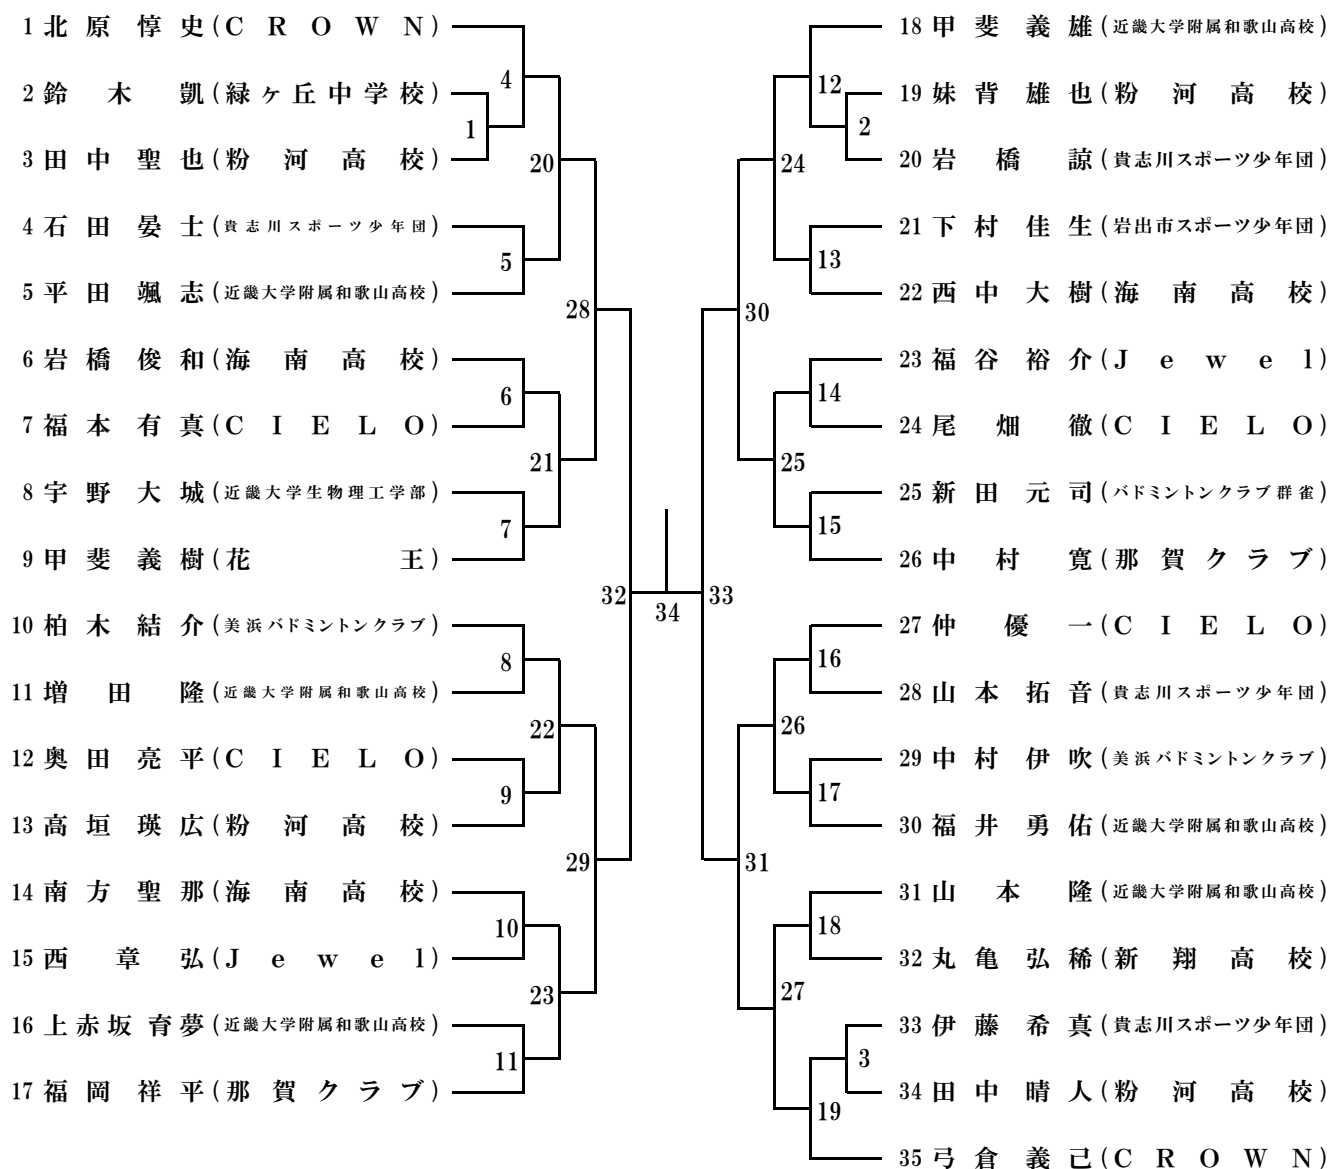 1 北原惇史(CROWN)
2 鈴木凱(緑ヶ丘中学校)
3 田中聖也(粉河高校)
4 石田晏士(貴志川スポーツ少年団)
5 平田颯志(近畿大学附属和歌山高校)
6 岩橋俊和(海南高校)
7 福本有真(CIELO)
8 宇野大城(近畿大学生物理工学部)
9 甲斐義樹(花王)
10 柏木結介(美浜バドミントンクラブ)
11 増田隆(近畿大学附属和歌山高校)
12 奥田亮平(CIELO)
13 高垣瑛広(粉河高校)
14 南方聖那(海南高校)
15 西章弘(Jewel)
16 上赤坂育夢(近畿大学附属和歌山高校)
17 福岡祥平(那賀クラブ)
4
1
20
5
28
6
21
7
32
8
22
9
29
10
23
11
34
33
12
2
24
13
30
14
25
15
16
26
17
31
18
27
3
19
18 甲斐義雄(近畿大学附属和歌山高校)
19 妹背雄也(粉河高校)
20 岩橋諒(貴志川スポーツ少年団)
21 下村佳生(岩出市スポーツ少年団)
22 西中大樹(海南高校)
23 福谷裕介(Jewel)
24 尾畑徹(CIELO)
25 新田元司(バドミントンクラブ群雀)
26 中村寛(那賀クラブ)
27 仲優一(CIELO)
28 山本拓音(貴志川スポーツ少年団)
29 中村伊吹(美浜バドミントンクラブ)
30 福井勇佑(近畿大学附属和歌山高校)
31 山本隆(近畿大学附属和歌山高校)
32 丸亀弘稀(新翔高校)
33 伊藤希真(貴志川スポーツ少年団)
34 田中晴人(粉河高校)
35 弓倉義己(CROWN)